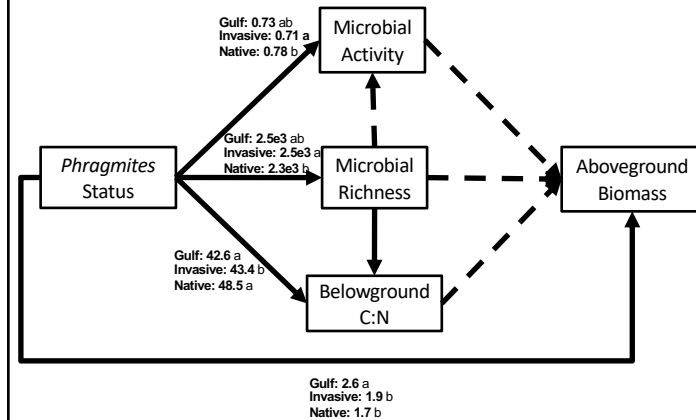 Gulf: 0.73 ab
Invasive: 0.71 a
Native: 0.78 b
Microbial
Activity
Gulf: 2.5e3 ab
Invasive: 2.5e3 a
Native: 2.3e3 b
Phragmites
Status
Microbial
Richness
Aboveground
Biomass
Gulf: 42.6 a
Invasive: 43.4 b
Native: 48.5 a
Belowground
C:N
Gulf: 2.6 a
Invasive: 1.9 b
Native: 1.7 b